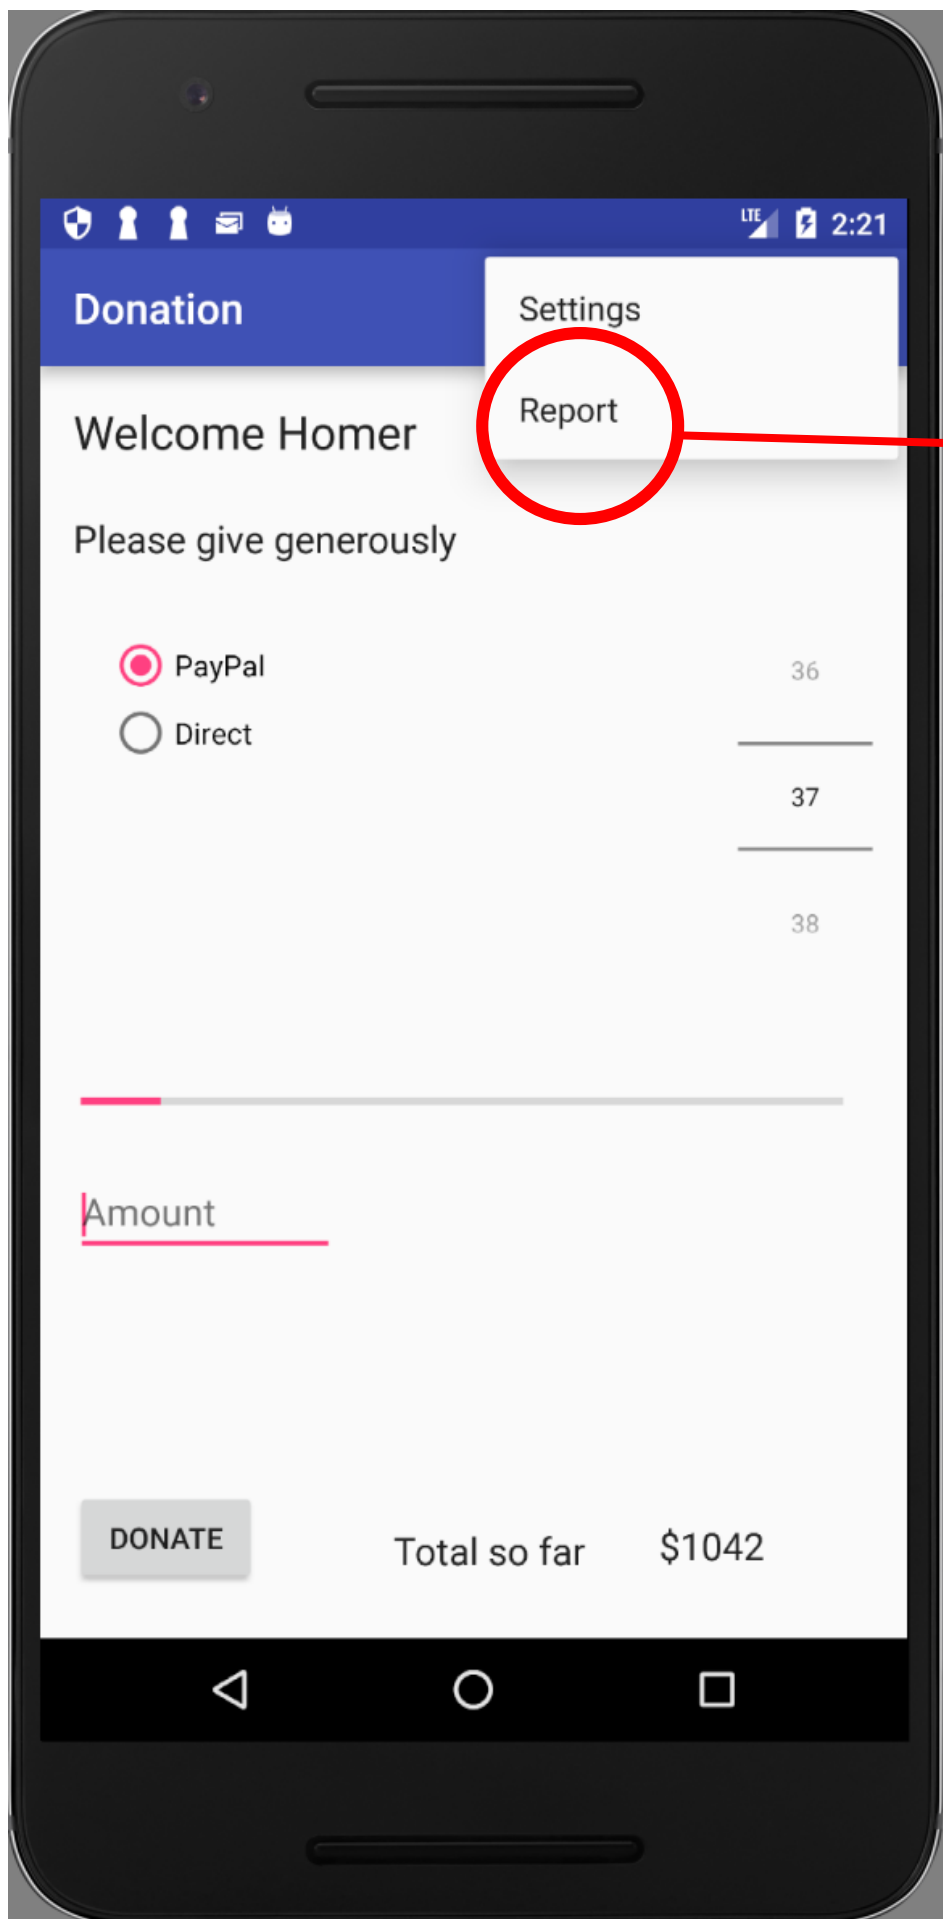 LTE 2:21
Donation
Settings
Report
Welcome Homer
Please give generously
PayPal
Direct
36
37
38
Amount
DONATE Total so far $1042